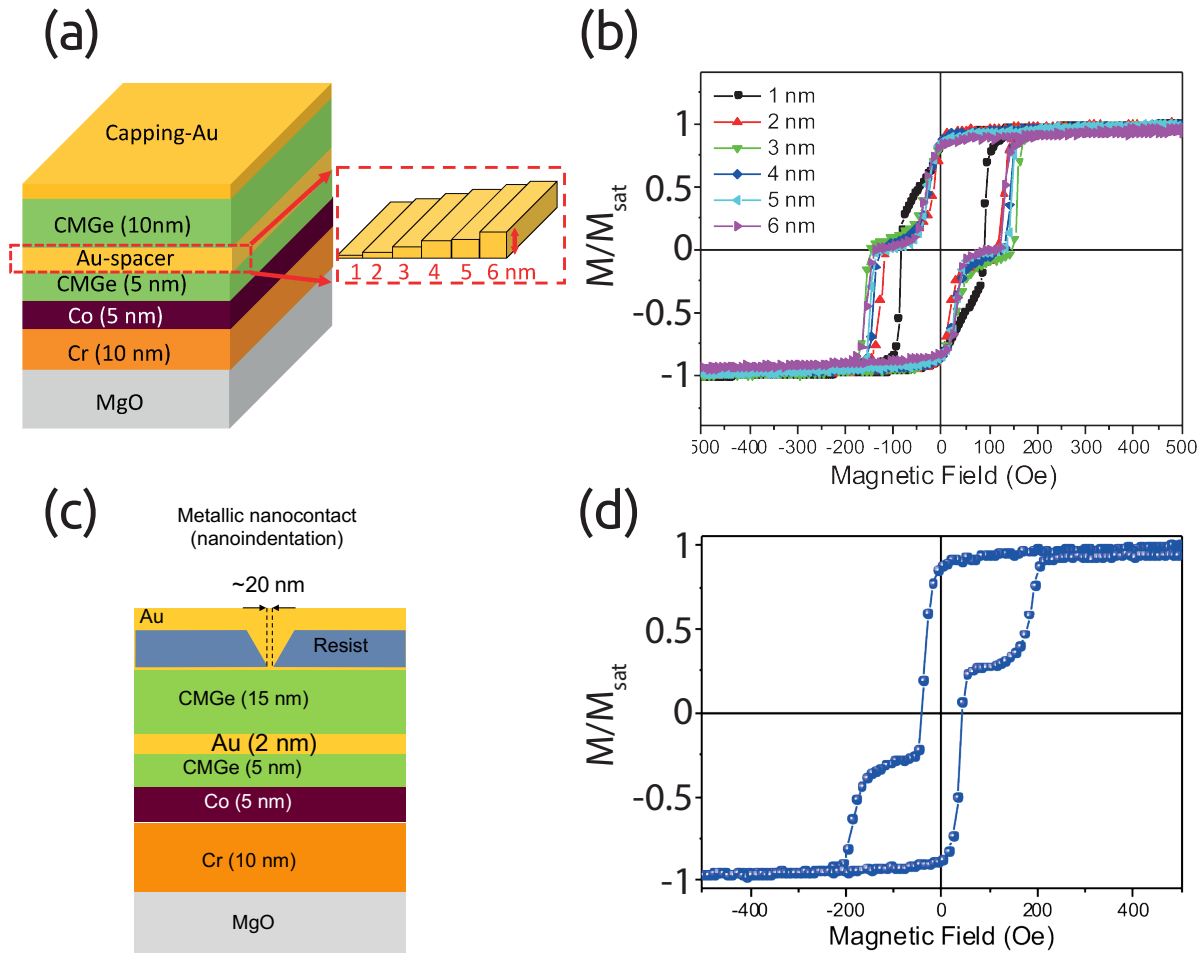 (a)
Capping-Au
CMGe (10nm)
Au-spacer
CMGe (5 nm)
Co (5 nm)
Cr (10 nm)
MgO
1 2 3 4 5 6 nm
(b)
1 nm
2 nm
3 nm
4 nm
5 nm
6 nm
1
0.5
0
-0.5
-1
M/Msat
500 -400 -300 -200 -100 0 100 200 300 400 500
Magnetic Field (Oe)
(c)
Metallic nanocontact
(nanoindentation)
~20 nm
Au
Resist
CMGe (15 nm)
Au (2 nm)
CMGe (5 nm)
Co (5 nm)
Cr (10 nm)
MgO
(d)
1
0.5
0
-0.5
-1
M/Msat
-400 -200 0 200 400
Magnetic Field (Oe)